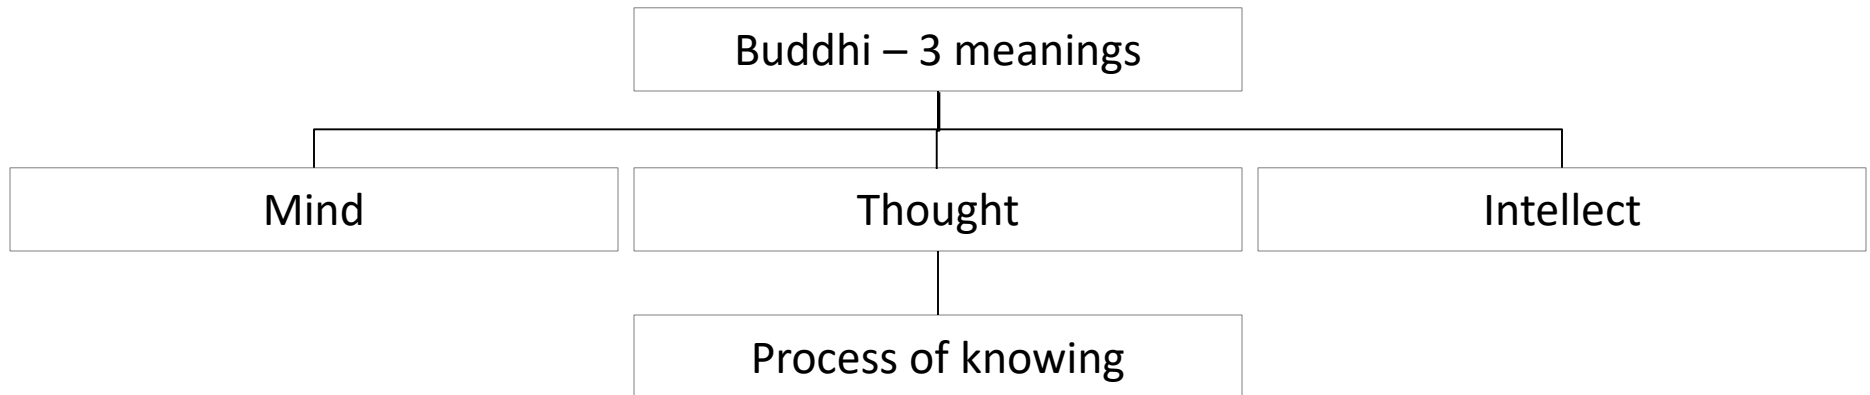 Buddhi – 3 meanings
Mind
Thought
Intellect
Process of knowing